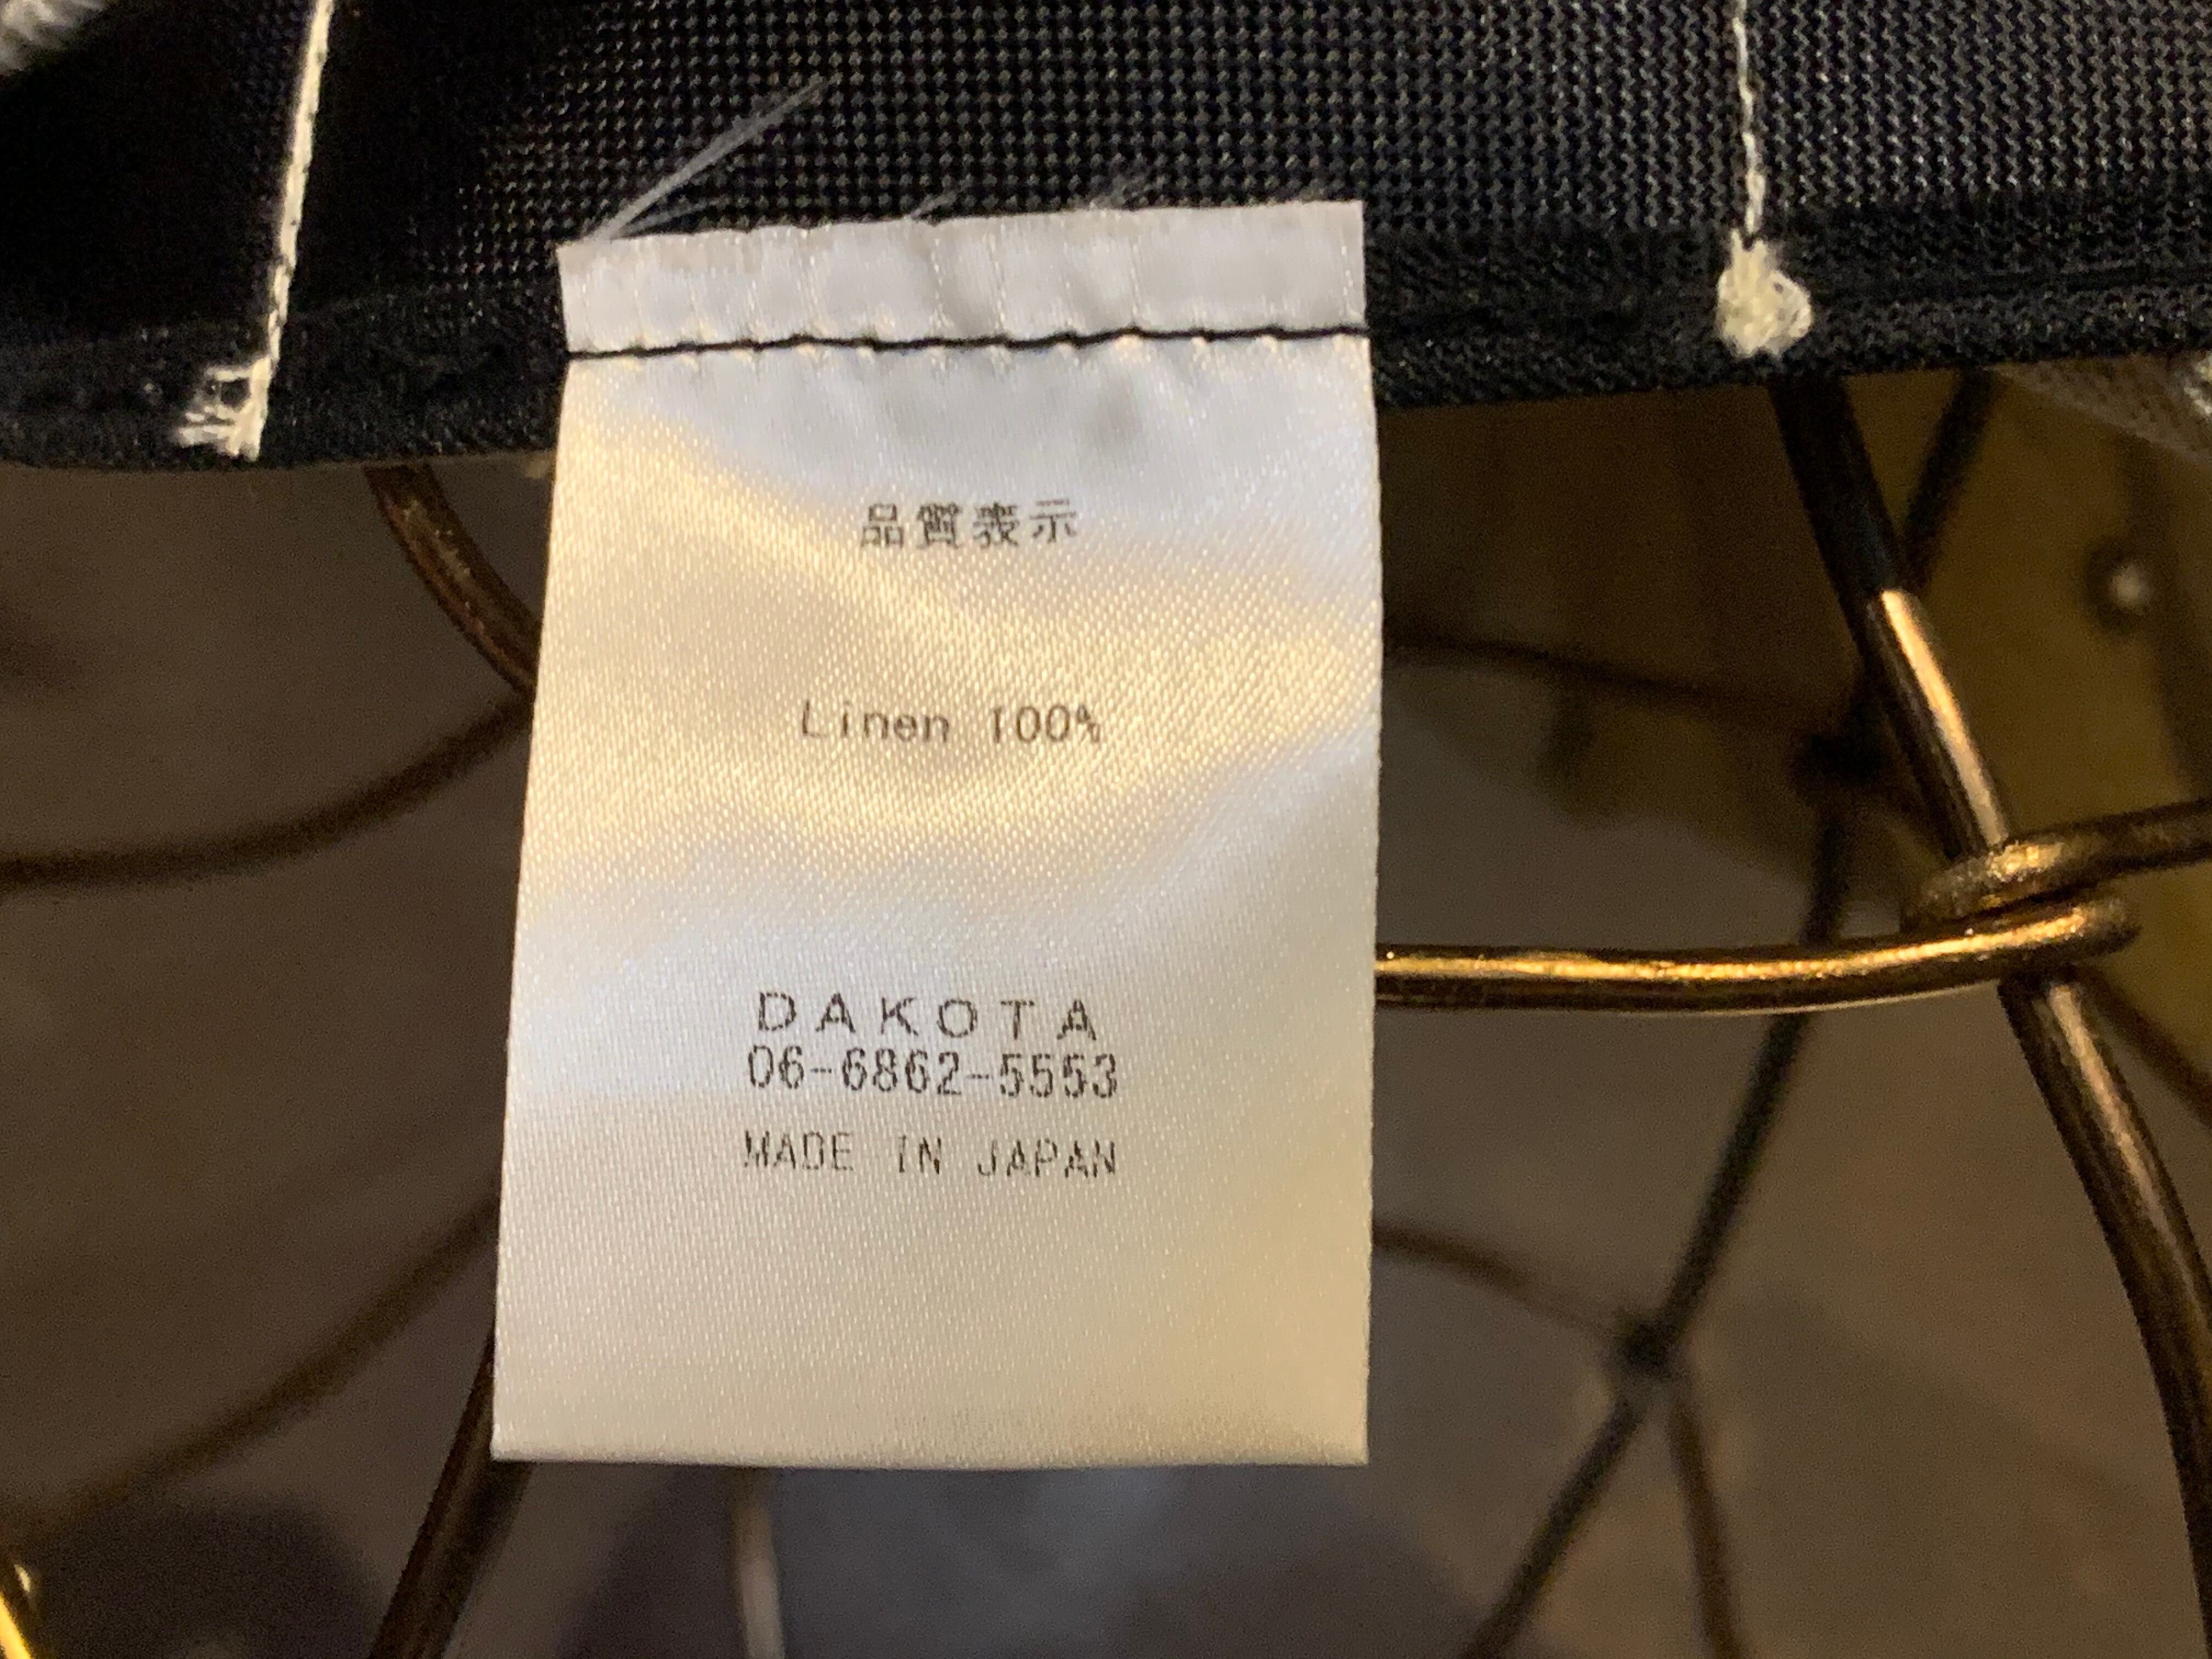 品質表示
Linen 100%
DAKOTA
06-6862-5553
MADE IN JAPAN